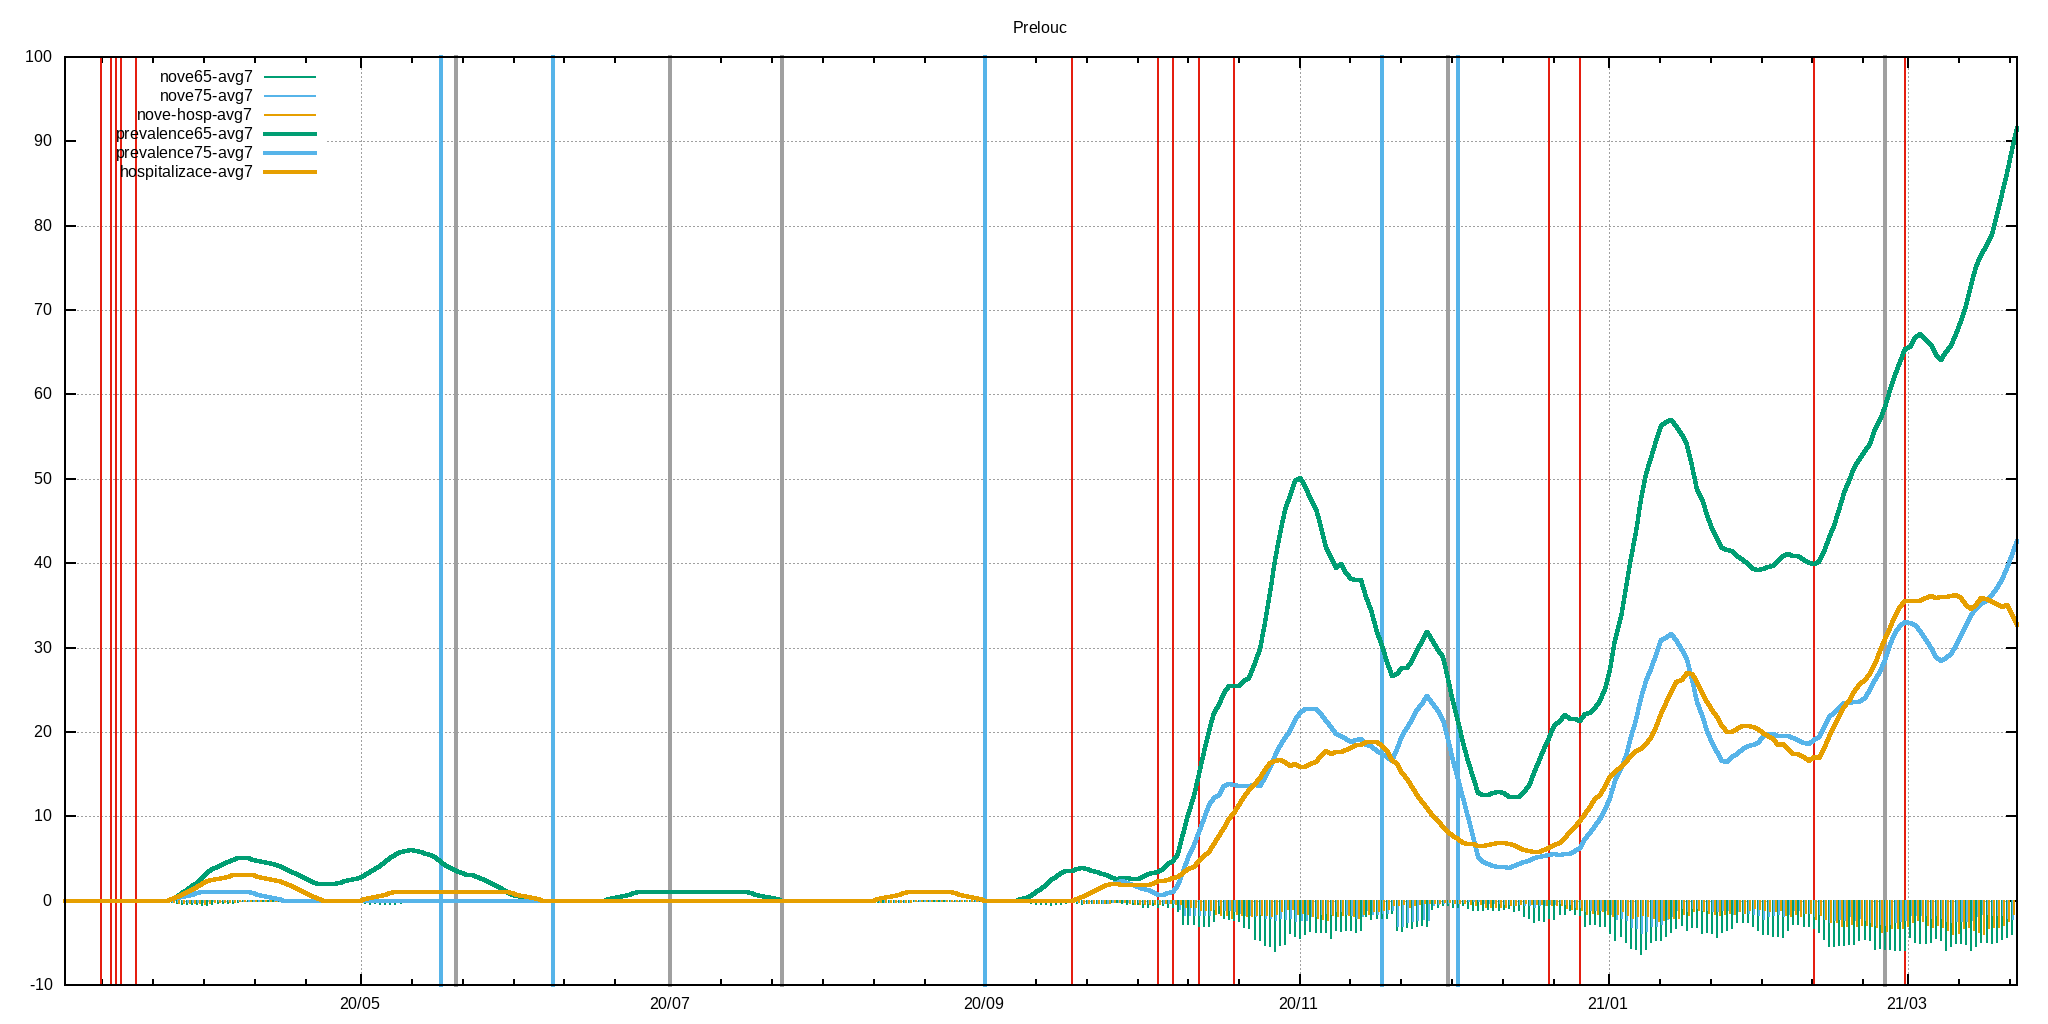 Prelouc
100
90
80
70
60
50
40
30
20
10
0
-10
nove65-avg7
nove75-avg7
nove-hosp-avg7
prevalence65-avg7
prevalence75-avg7
hospitalizace-avg7
20/05 20/07 20/09 20/11 21/01 21/03